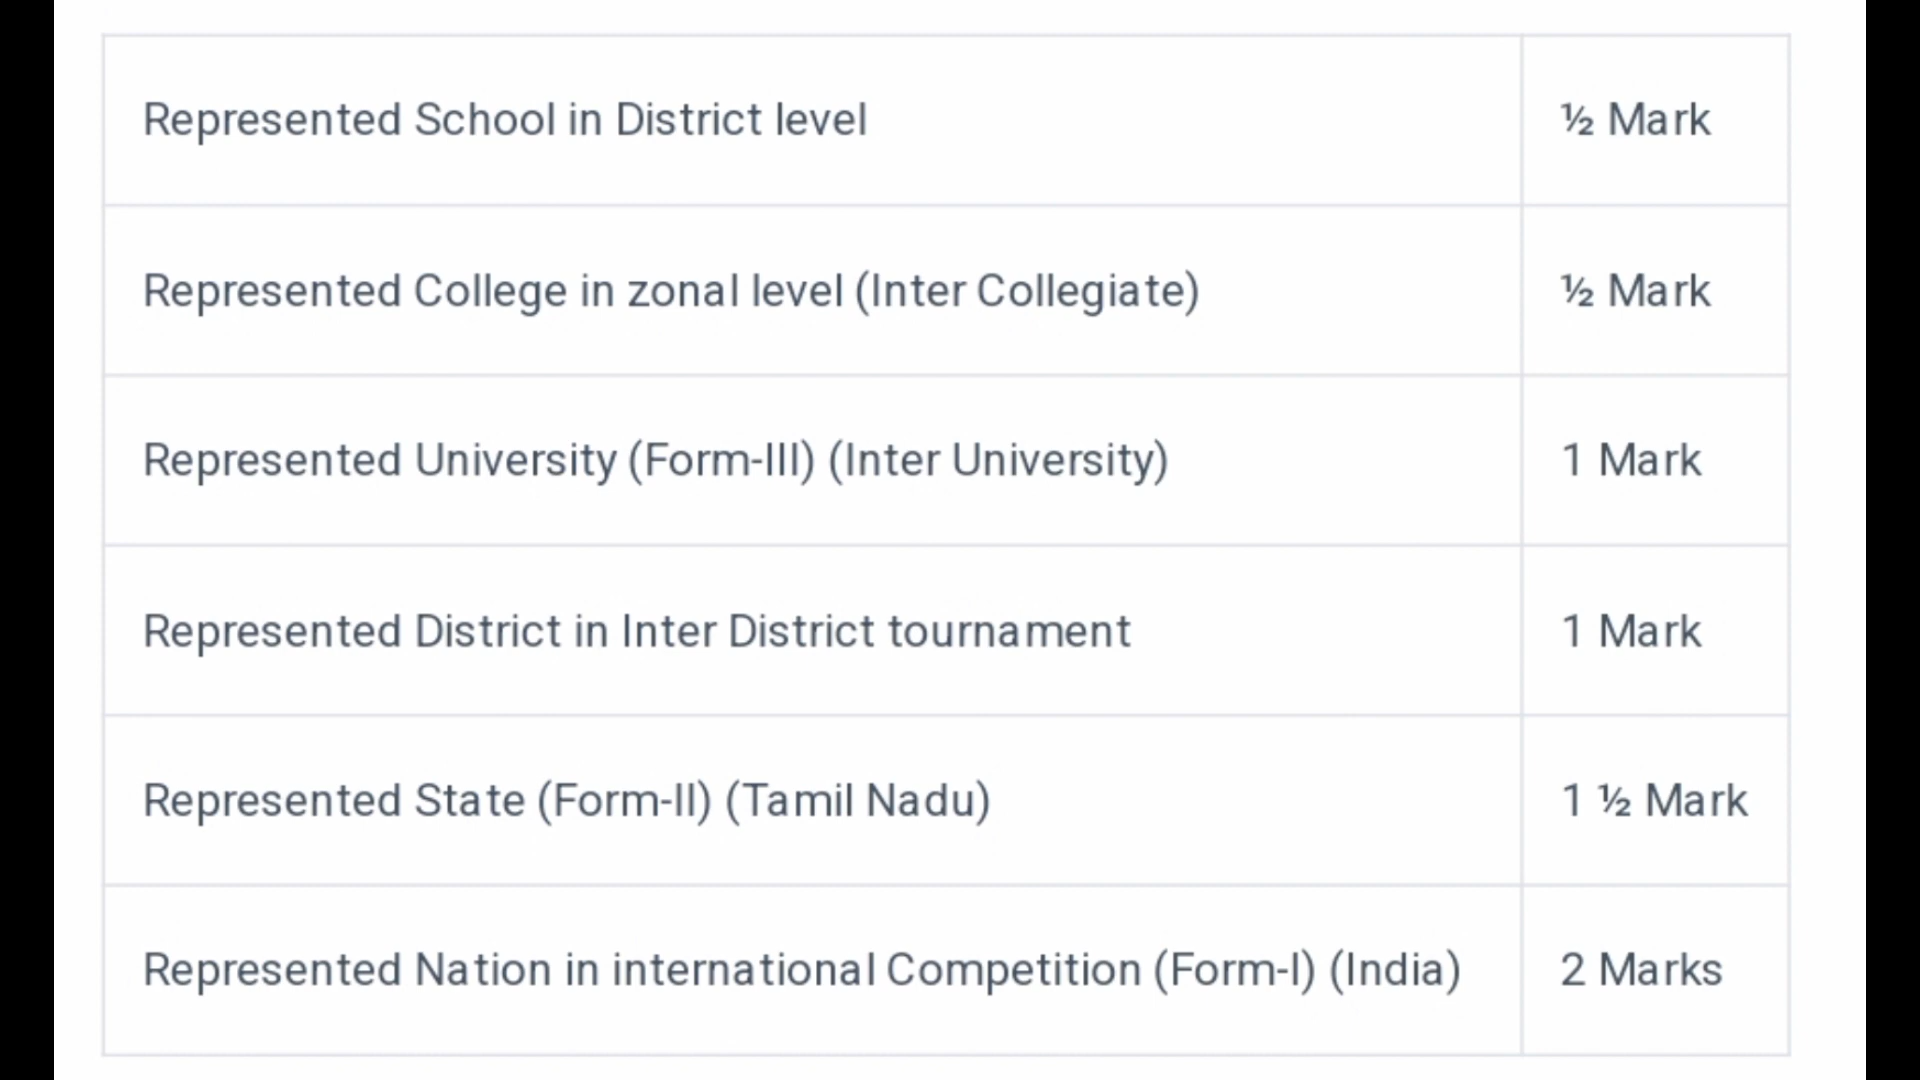 Represented School in District level ½ Mark
Represented College in zonal level (Inter Collegiate) ½ Mark
Represented University (Form-III) (Inter University) 1 Mark
Represented District in Inter District tournament 1 Mark
Represented State (Form-II) (Tamil Nadu) 1 ½ Mark
Represented Nation in international Competition (Form-I) (India) 2 Marks